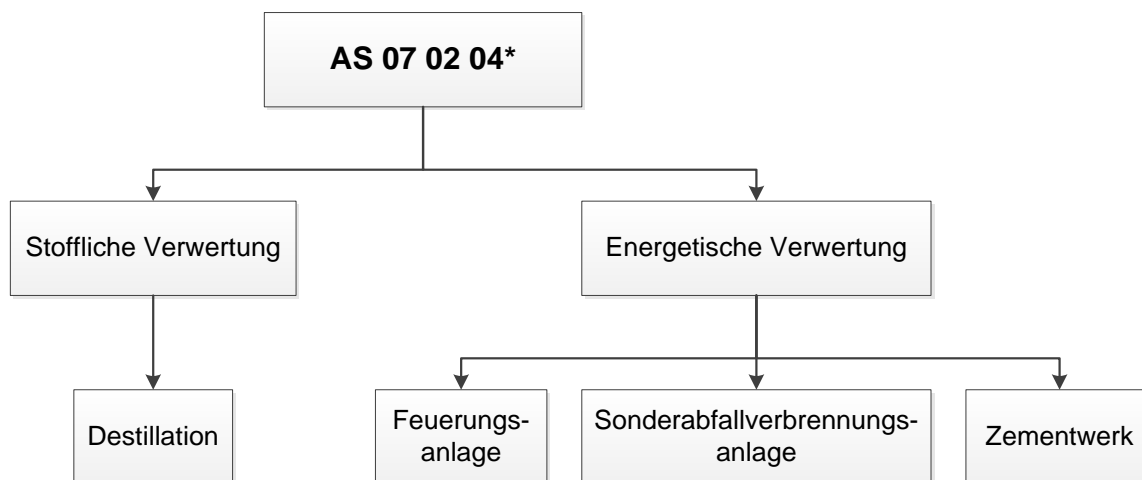 AS 07 02 04*
Stoffliche Verwertung
Energetische Verwertung
Destillation
Feuerungs-
anlage
Sonderabfallverbrennungs-
anlage
Zementwerk